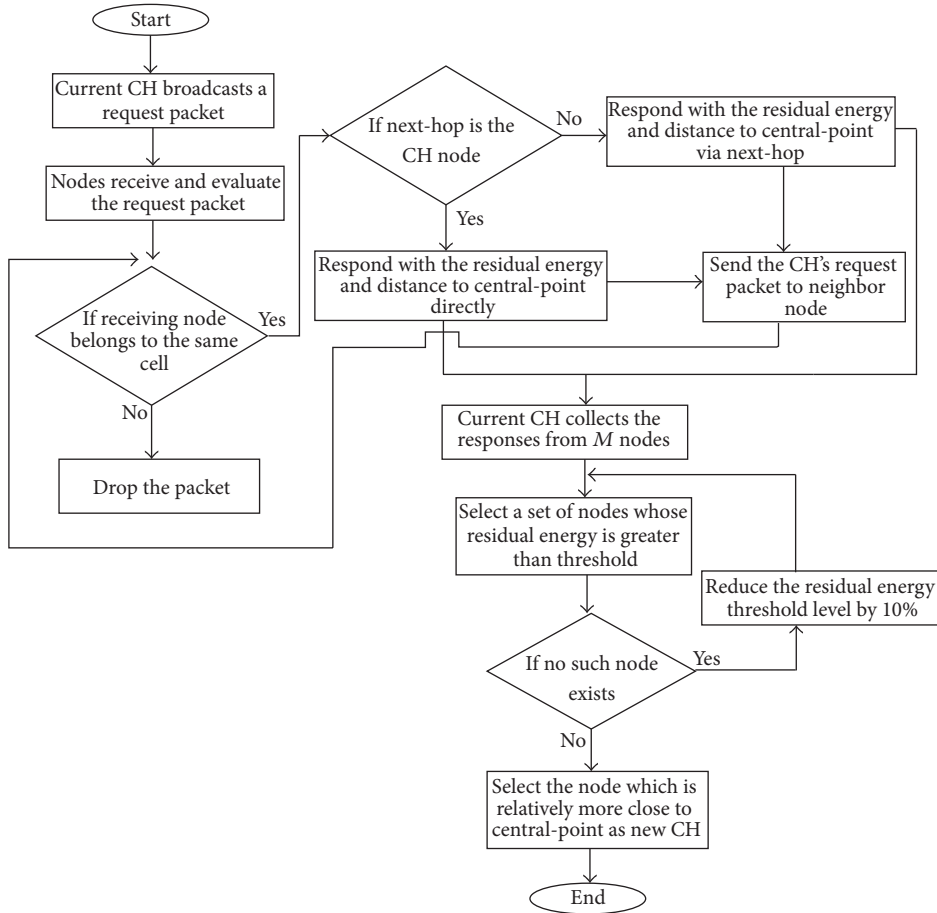 Start
Current CH broadcasts a
request packet
Nodes receive and evaluate
the request packet
If receiving node
belongs to the same
cell
Yes
No
Drop the packet
If next-hop is the
CH node
No
Yes
Respond with the residual energy
and distance to central-point
via next-hop
Respond with the residual energy
and distance to central-point
directly
Send the CH's request
packet to neighbor
node
Current CH collects the
responses from M nodes
Select a set of nodes whose
residual energy is greater
than threshold
Reduce the residual energy
threshold level by 10%
If no such node
exists
Yes
No
Select the node which is
relatively more close to
central-point as new CH
End